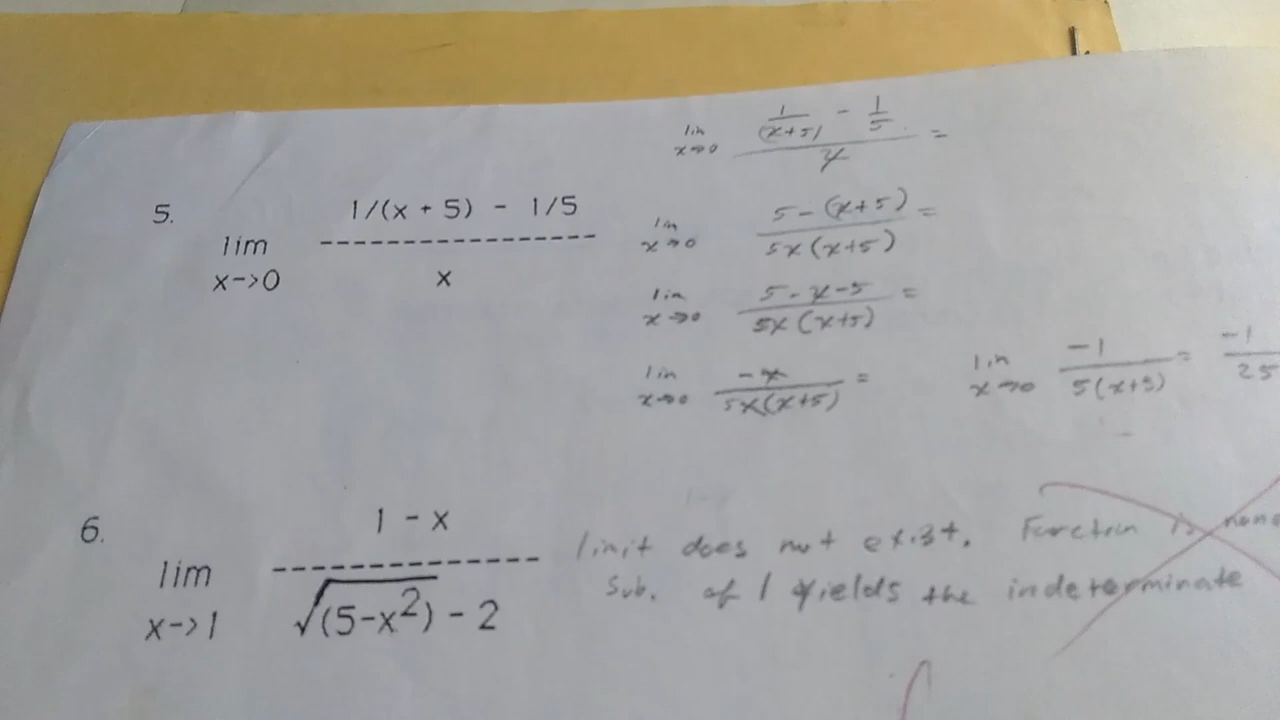 5.
lim
x->0
1/(x + 5) - 1/5
----------------------
x
lim
x→0
1/(x+5) - 1/5
x
=
lim
x→0
5-(x+5)
5x(x+5)
=
lim
x→0
5-x-5
5x(x+5)
=
lim
x→0
-x
5x(x+5)
=
lim
x→0
-1
5(x+5)
=
-1
25
6.
lim
x->1
1 - x
---------------------
√(5-x²) - 2
limit does not exist. Function is
Sub. of 1 yields the indeterminate